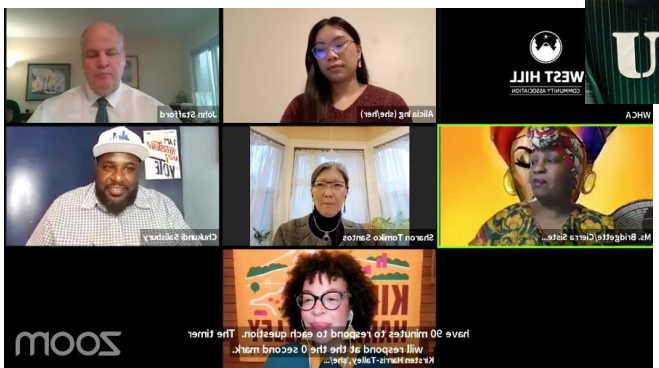 John Stafford
Alicia Ing (she/her)
WEST HILL
COMMUNITY ASSOCIATION
WHCA
U
VOTE
Chukundi Salisbury
Sharon Tomiko Santos
Ms. Bridgette/Cierra Siste...
have 90 minutes to respond to each question. The timer
will respond at the the 0 second mark.
Kirsten Harris-Talley, she/...
zoom